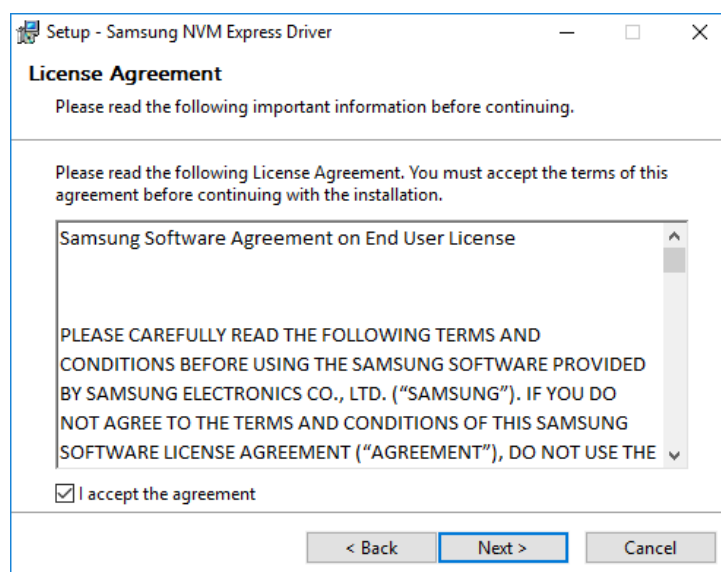 Setup - Samsung NVM Express Driver
License Agreement
Please read the following important information before continuing.
Please read the following License Agreement. You must accept the terms of this
agreement before continuing with the installation.
Samsung Software Agreement on End User License
PLEASE CAREFULLY READ THE FOLLOWING TERMS AND
CONDITIONS BEFORE USING THE SAMSUNG SOFTWARE PROVIDED
BY SAMSUNG ELECTRONICS CO., LTD. (“SAMSUNG”). IF YOU DO
NOT AGREE TO THE TERMS AND CONDITIONS OF THIS SAMSUNG
SOFTWARE LICENSE AGREEMENT (“AGREEMENT”), DO NOT USE THE
I accept the agreement
< Back Next > Cancel